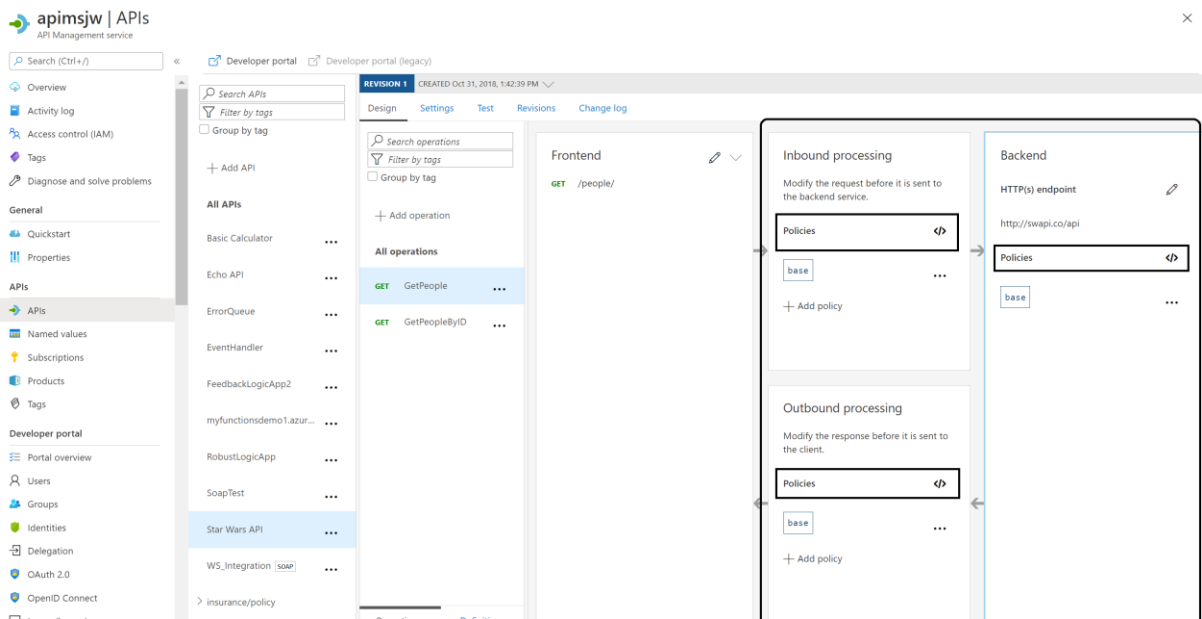 apimsjw | APIs
API Management service
Search (Ctrl+/)
Overview
Activity log
Access control (IAM)
Tags
Diagnose and solve problems
General
Quickstart
Properties
APIs
APIs
Named values
Subscriptions
Products
Tags
Developer portal
Portal overview
Users
Groups
Identities
Delegation
OAuth 2.0
OpenID Connect
Developer portal
Developer portal (legacy)
Search APIs
Filter by tags
Group by tag
Add API
All APIs
Basic Calculator
Echo API
ErrorQueue
EventHandler
FeedbackLogicApp2
myfunctionsdemo1.azur...
RobustLogicApp
SoapTest
Star Wars API
WS_Integration SOAP
insurance/policy
REVISION 1 CREATED Oct 31, 2018, 1:42:39 PM
Design Settings Test Revisions Change log
Search operations
Filter by tags
Group by tag
Add operation
All operations
GET GetPeople
GET GetPeopleByID
Frontend
GET /people/
Inbound processing
Modify the request before it is sent to
the backend service.
Policies </>
base
Add policy
Outbound processing
Modify the response before it is sent to
the client.
Policies </>
base
Add policy
Backend
HTTP(s) endpoint
http://swapi.co/api
Policies </>
base